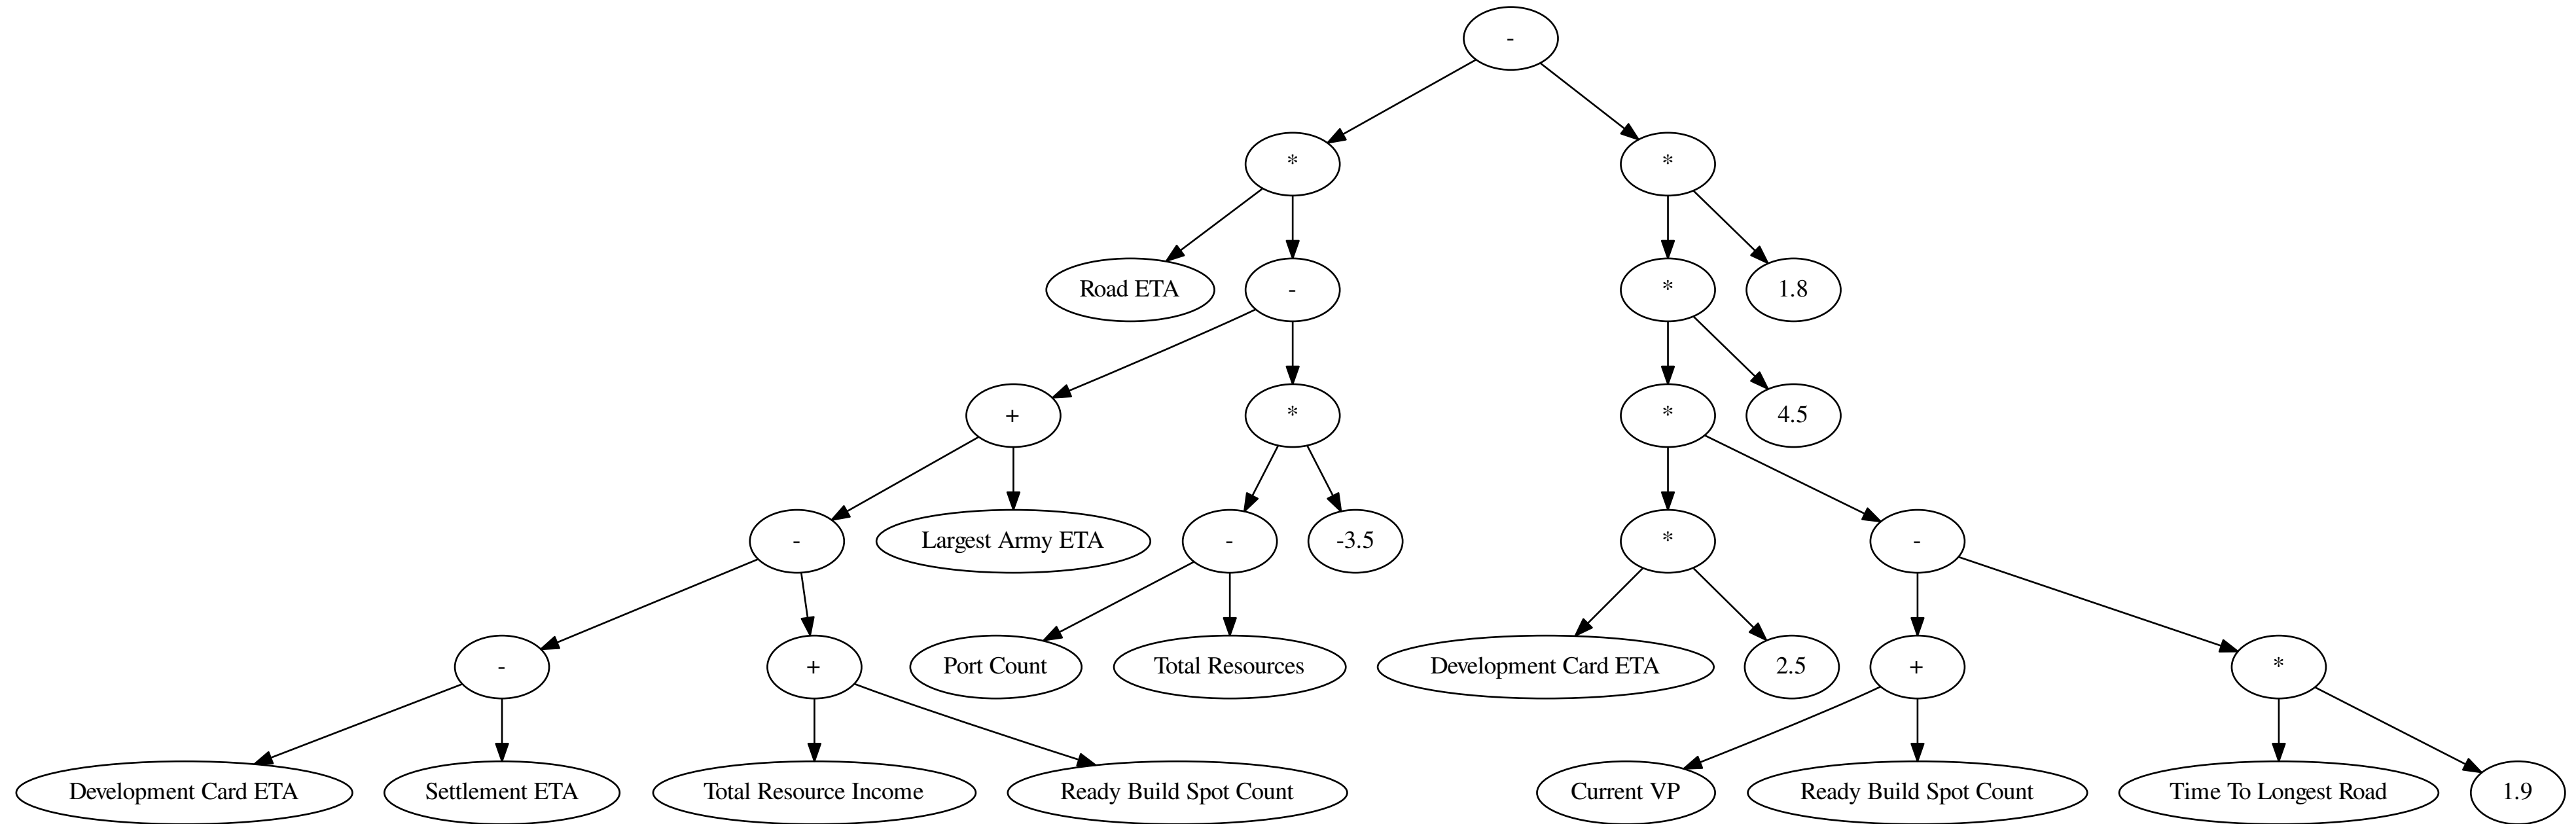 -
*
*
Road ETA
-
*
1.8
+
*
*
4.5
-
Largest Army ETA
-
-3.5
*
-
-
+
Port Count
Total Resources
Development Card ETA
2.5
+
*
Development Card ETA
Settlement ETA
Total Resource Income
Ready Build Spot Count
Current VP
Ready Build Spot Count
Time To Longest Road
1.9